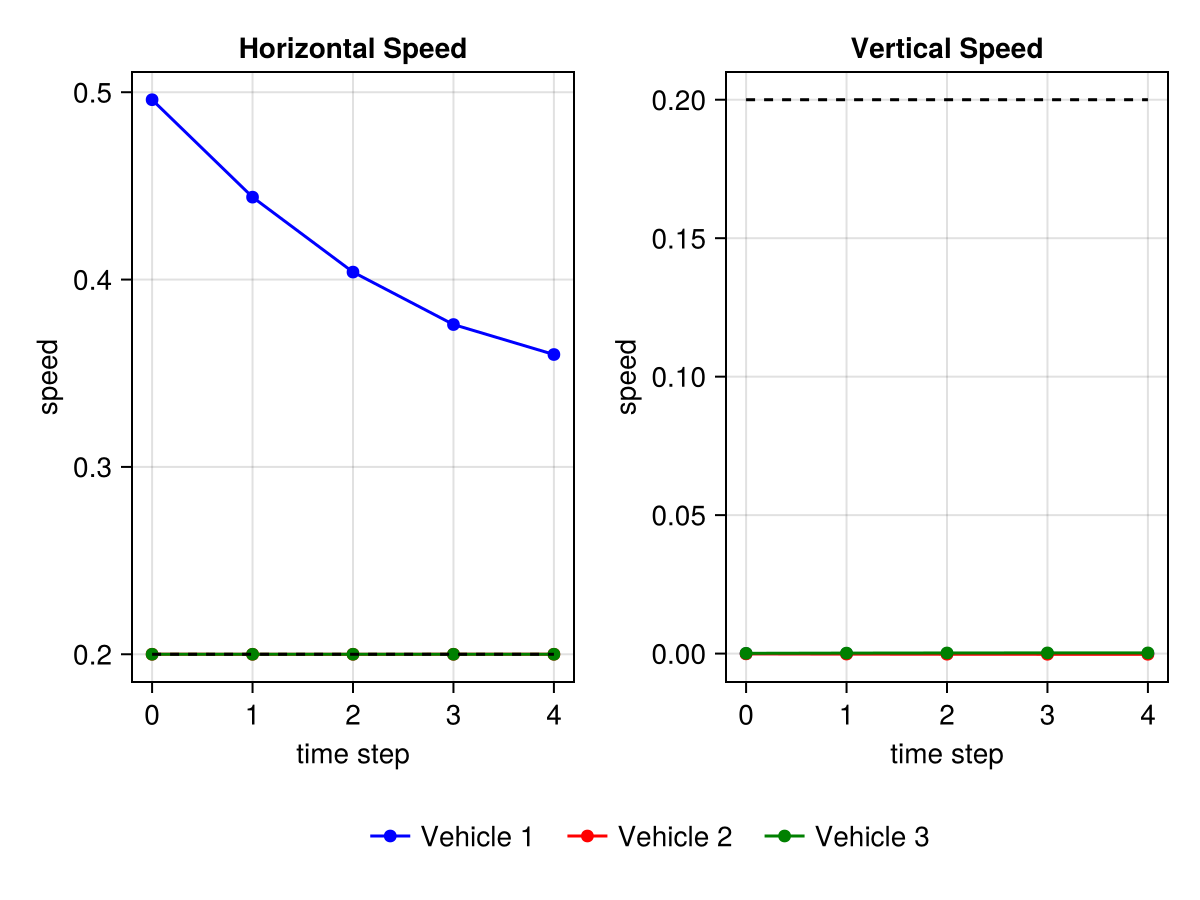 Horizontal Speed
0.5
0.4
0.3
0.2
speed
0 1 2 3 4
time step
Vertical Speed
0.20
0.15
0.10
0.05
0.00
speed
0 1 2 3 4
time step
Vehicle 1 Vehicle 2 Vehicle 3